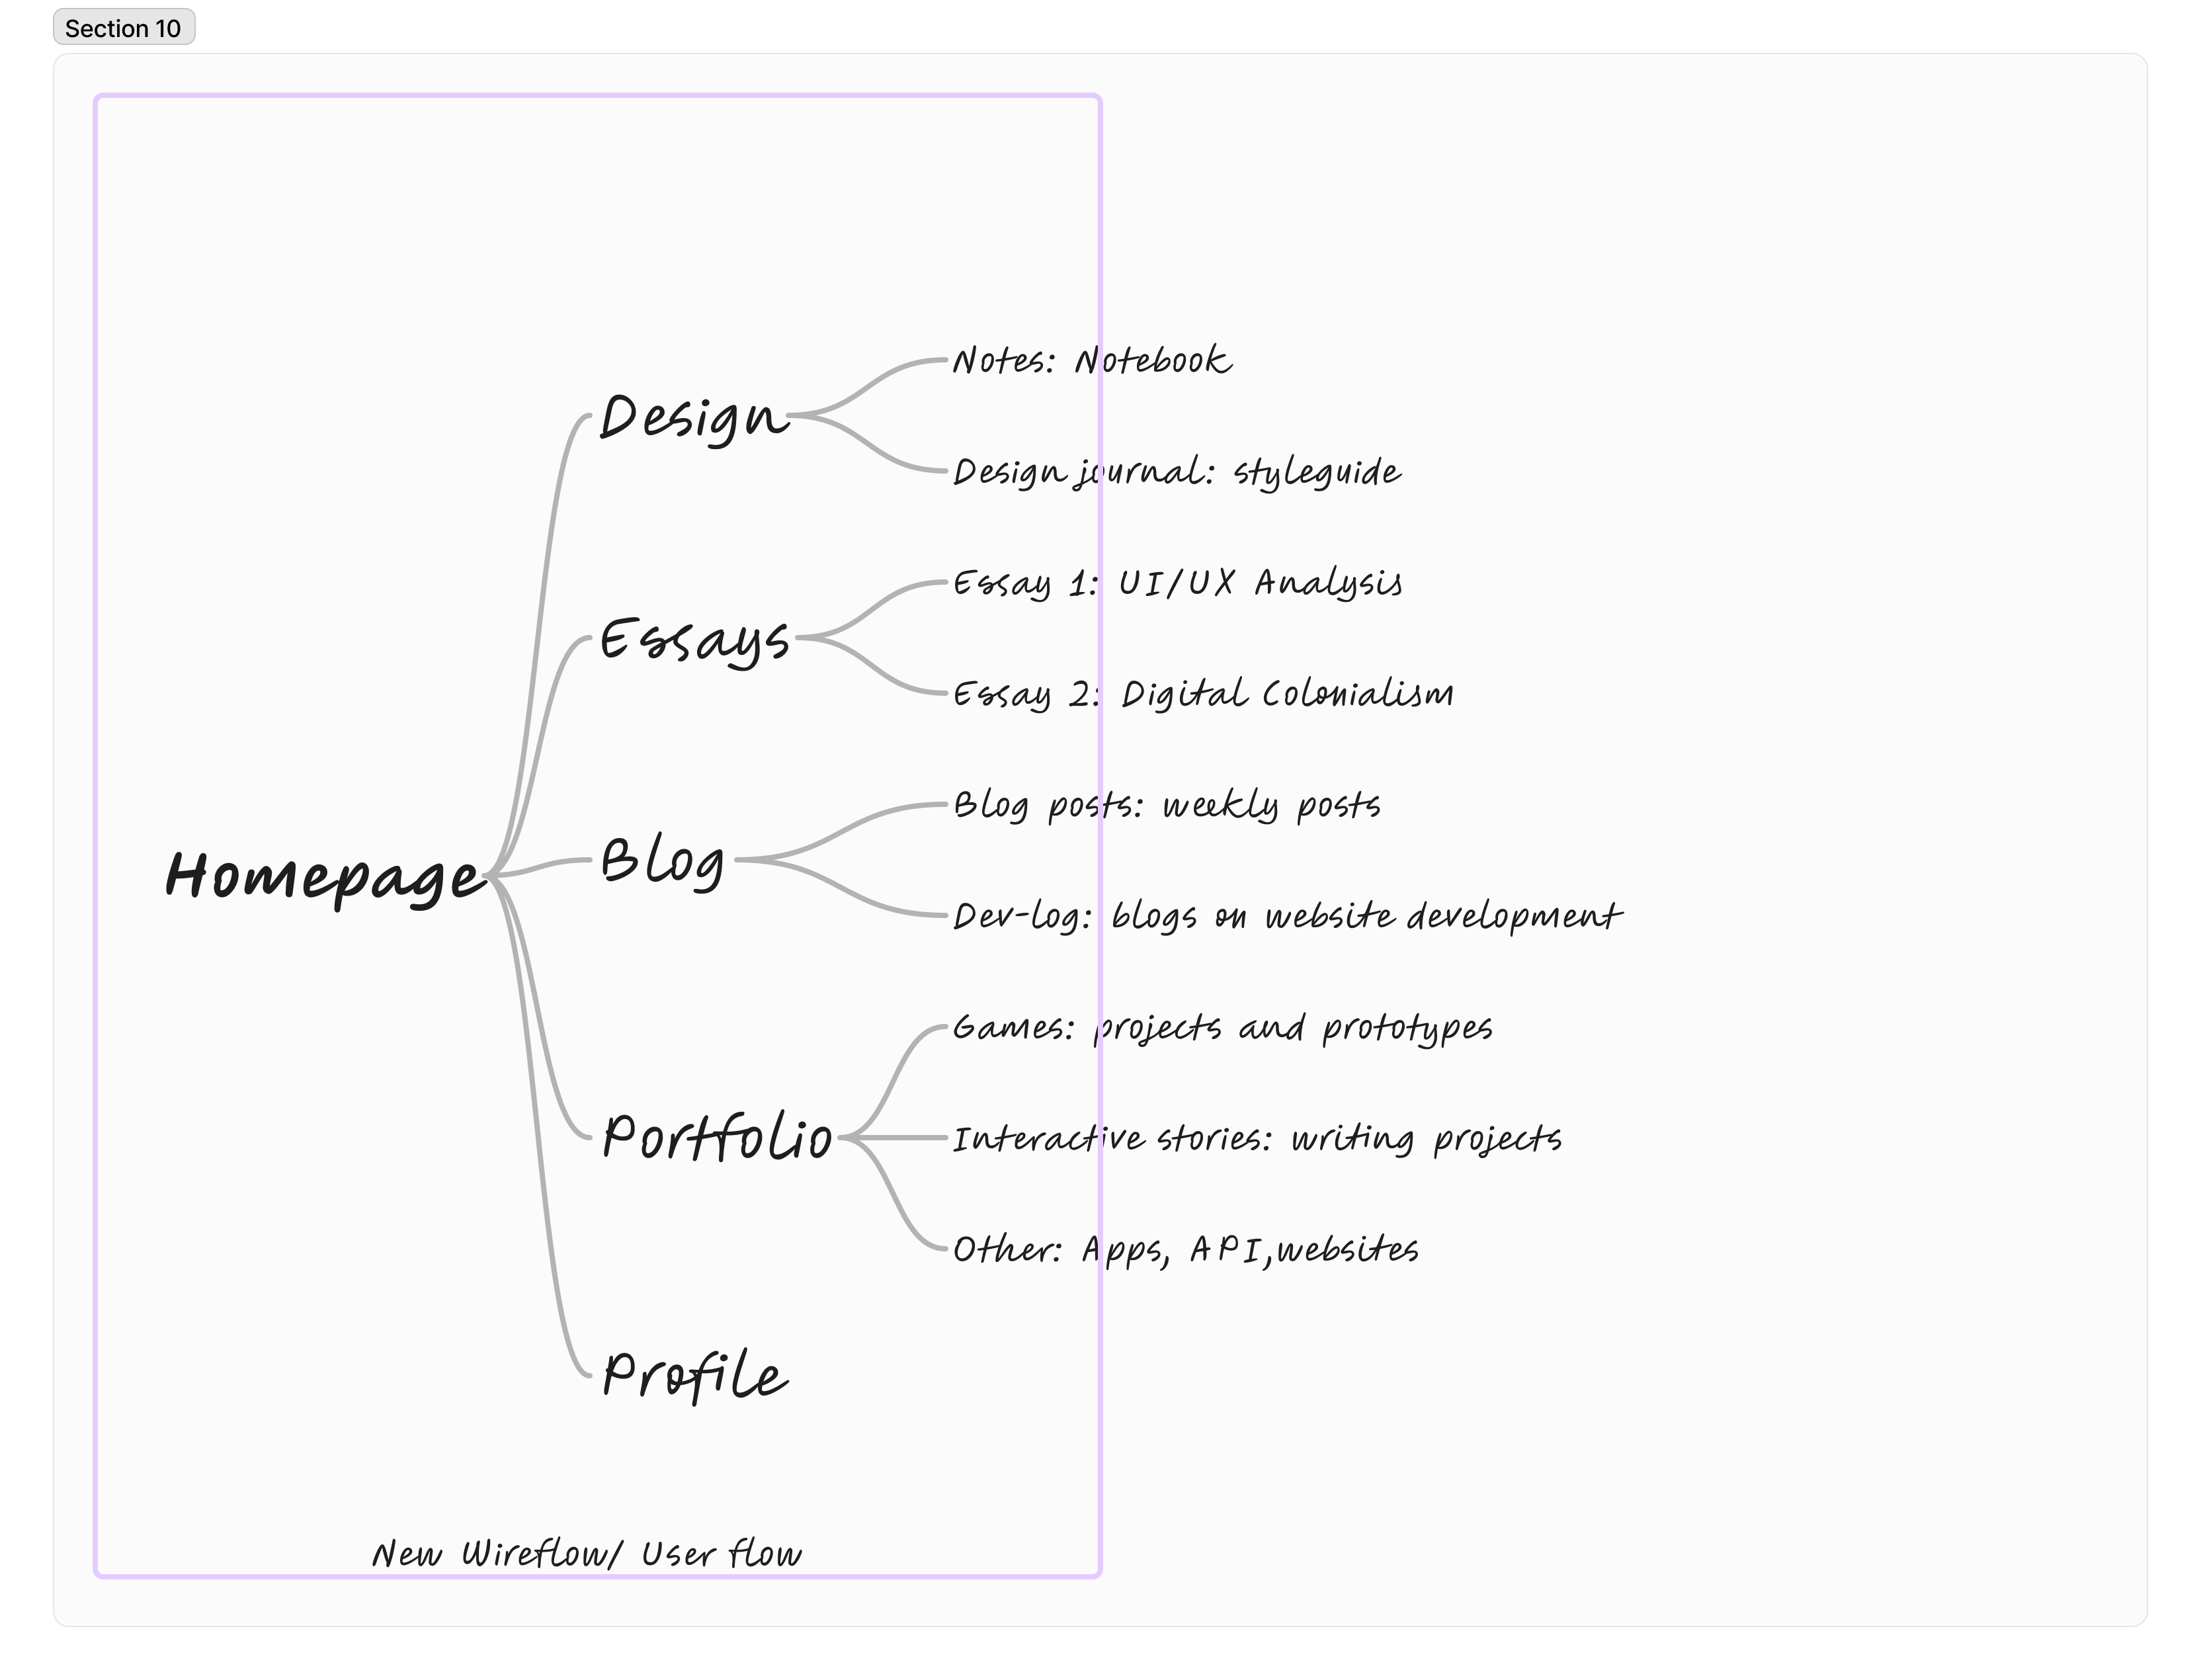 Section 10
Notes: Notebook
Design
Design journal: styleguide
Essay 1: UI/UX Analysis
Essays
Essay 2: Digital Colonialism
Blog posts: weekly posts
Homepage
Blog
Dev-log: blogs on website development
Games: projects and prototypes
Portfolio
Interactive stories: writing projects
Other: Apps, API,websites
Profile
New Wireflow/ User flow